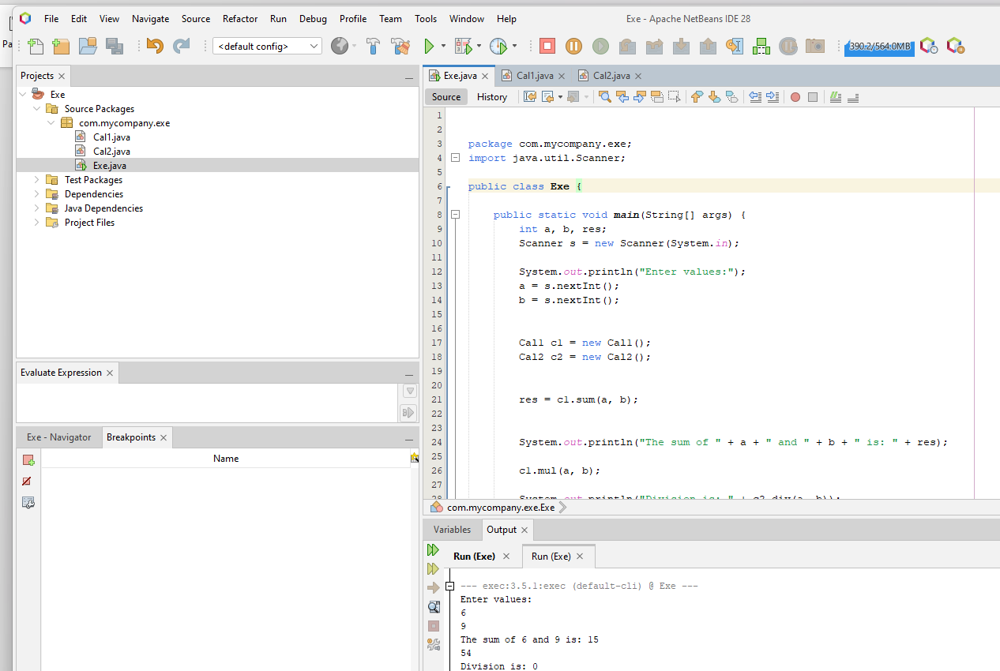 File Edit View Navigate Source Refactor Run Debug Profile Team Tools Window Help
Exe - Apache NetBeans IDE 28
Pa
<default config>
390.2/564.0MB
Projects
Exe
Source Packages
com.mycompany.exe
Cal1.java
Cal2.java
Exe.java
Test Packages
Dependencies
Java Dependencies
Project Files
Evaluate Expression
Exe - Navigator Breakpoints
Name
Exe.java Cal1.java Cal2.java
Source History
1
2
3 package com.mycompany.exe;
4 import java.util.Scanner;
5
6 public class Exe {
7
8 public static void main(String[] args) {
9 int a, b, res;
10 Scanner s = new Scanner(System.in);
11
12 System.out.println("Enter values:");
13 a = s.nextInt();
14 b = s.nextInt();
15
16
17 Cal1 c1 = new Cal1();
18 Cal2 c2 = new Cal2();
19
20
21 res = c1.sum(a, b);
22
23
24 System.out.println("The sum of " + a + " and " + b + " is: " + res);
25
26 c1.mul(a, b);
27
28 System.out.println("Division is: " + c2.div(a, b));
com.mycompany.exe.Exe
Variables Output
Run (Exe) Run (Exe)
--- exec:3.5.1:exec (default-cli) @ Exe ---
Enter values:
6
9
The sum of 6 and 9 is: 15
54
Division is: 0